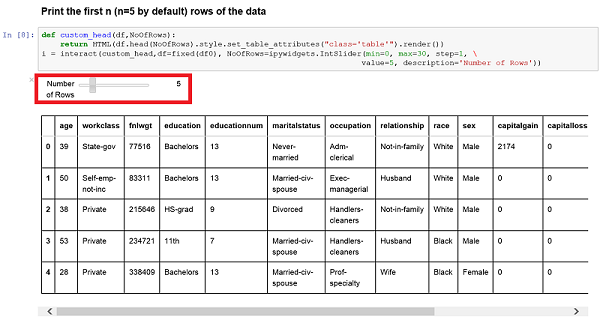 Print the first n (n=5 by default) rows of the data
In [8]: def custom_head(df,NoOfRows):
return HTML(df.head(NoOfRows).style.set_table_attributes("class='table'").render())
i = interact(custom_head,df=fixed(df0), NoOfRows=ipywidgets.IntSlider(min=0, max=30, step=1, \
value=5, description='Number of Rows'))
Number of Rows 5
age workclass fnlwgt education educationnum maritalstatus occupation relationship race sex capitalgain capitalloss
0 39 State-gov 77516 Bachelors 13 Never-married Adm-clerical Not-in-family White Male 2174 0
1 50 Self-emp-not-inc 83311 Bachelors 13 Married-civ-spouse Exec-managerial Husband White Male 0 0
2 38 Private 215646 HS-grad 9 Divorced Handlers-cleaners Not-in-family White Male 0 0
3 53 Private 234721 11th 7 Married-civ-spouse Handlers-cleaners Husband Black Male 0 0
4 28 Private 338409 Bachelors 13 Married-civ-spouse Prof-specialty Wife Black Female 0 0